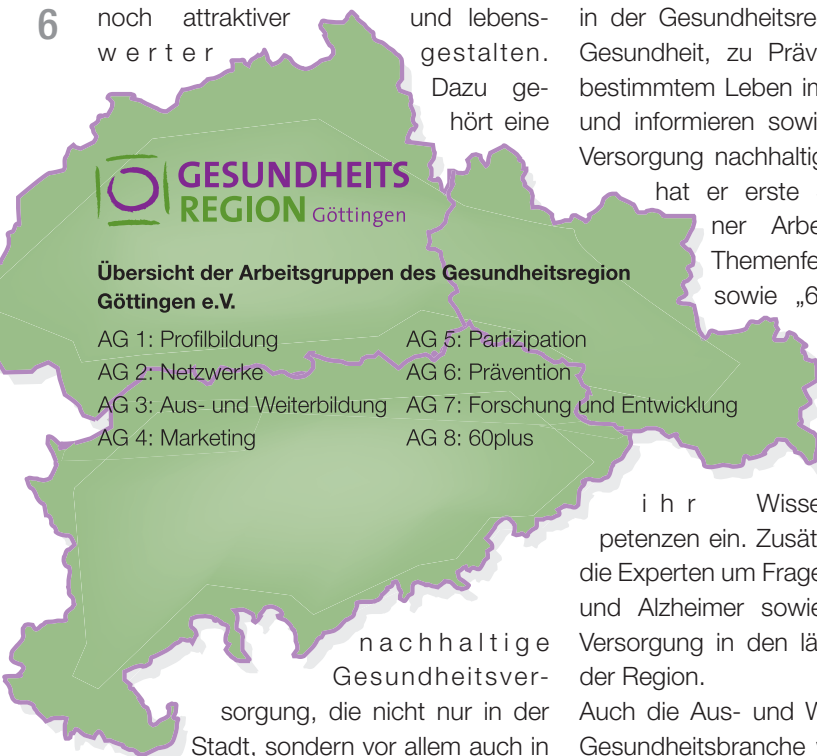 6
noch attraktiver und lebens-
werter gestalten.
Dazu ge-
hört eine
GESUNDHEITS
REGION Göttingen
Übersicht der Arbeitsgruppen des Gesundheitsregion
Göttingen e.V.
AG 1: Profilbildung
AG 2: Netzwerke
AG 3: Aus- und Weiterbildung
AG 4: Marketing
AG 5: Partizipation
AG 6: Prävention
AG 7: Forschung und Entwicklung
AG 8: 60plus
nachhaltige
Gesundheitsver-
sorgung, die nicht nur in der
Stadt, sondern vor allem auch in
in der Gesundheitsre
Gesundheit, zu Präv
bestimmtem Leben in
und informieren sowi
Versorgung nachhaltig
hat er erste
ner Arbe
Themenfe
sowie „6
ihr Wisse
petenzen ein. Zusät
die Experten um Frage
und Alzheimer sowie
Versorgung in den lä
der Region.
Auch die Aus- und W
Gesundheitsbranche